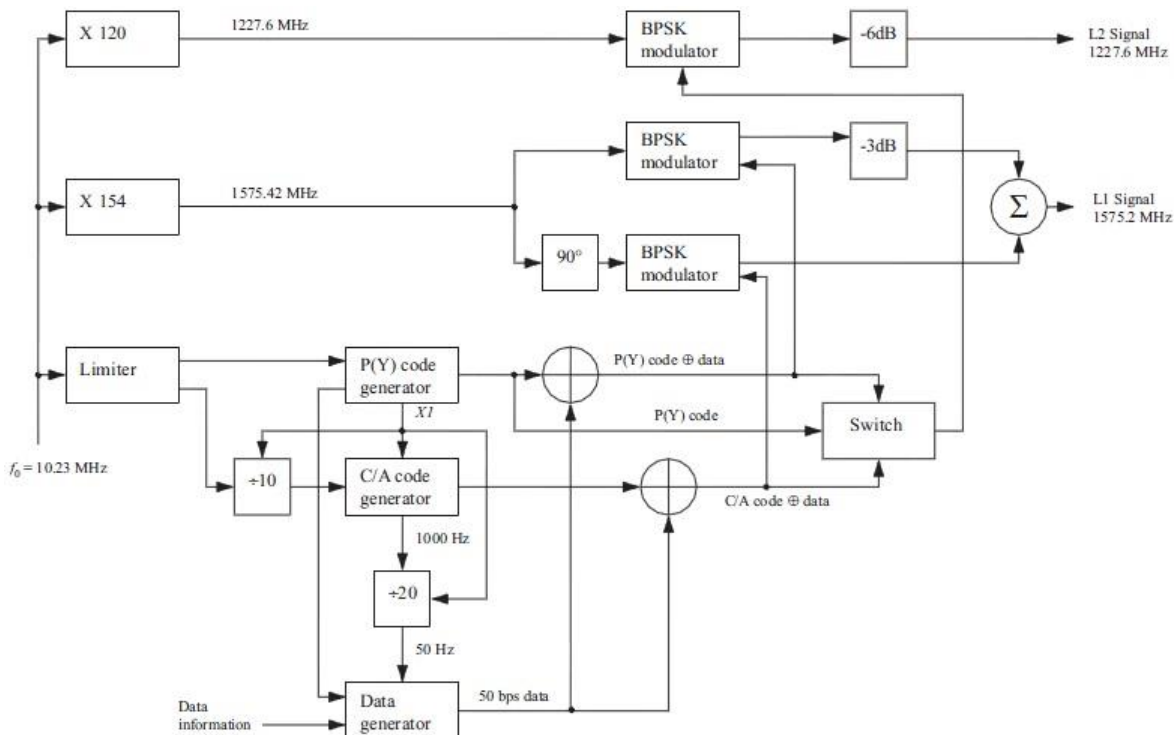 X 120
1227.6 MHz
BPSK
modulator
-6dB
L2 Signal
1227.6 MHz
BPSK
modulator
-3dB
X 154
1575.42 MHz
Σ
L1 Signal
1575.2 MHz
90°
BPSK
modulator
Limiter
P(Y) code
generator
P(Y) code ⊕ data
X1
P(Y) code
Switch
f₀ = 10.23 MHz
÷10
C/A code
generator
C/A code ⊕ data
1000 Hz
÷20
50 Hz
Data
information
Data
generator
50 bps data